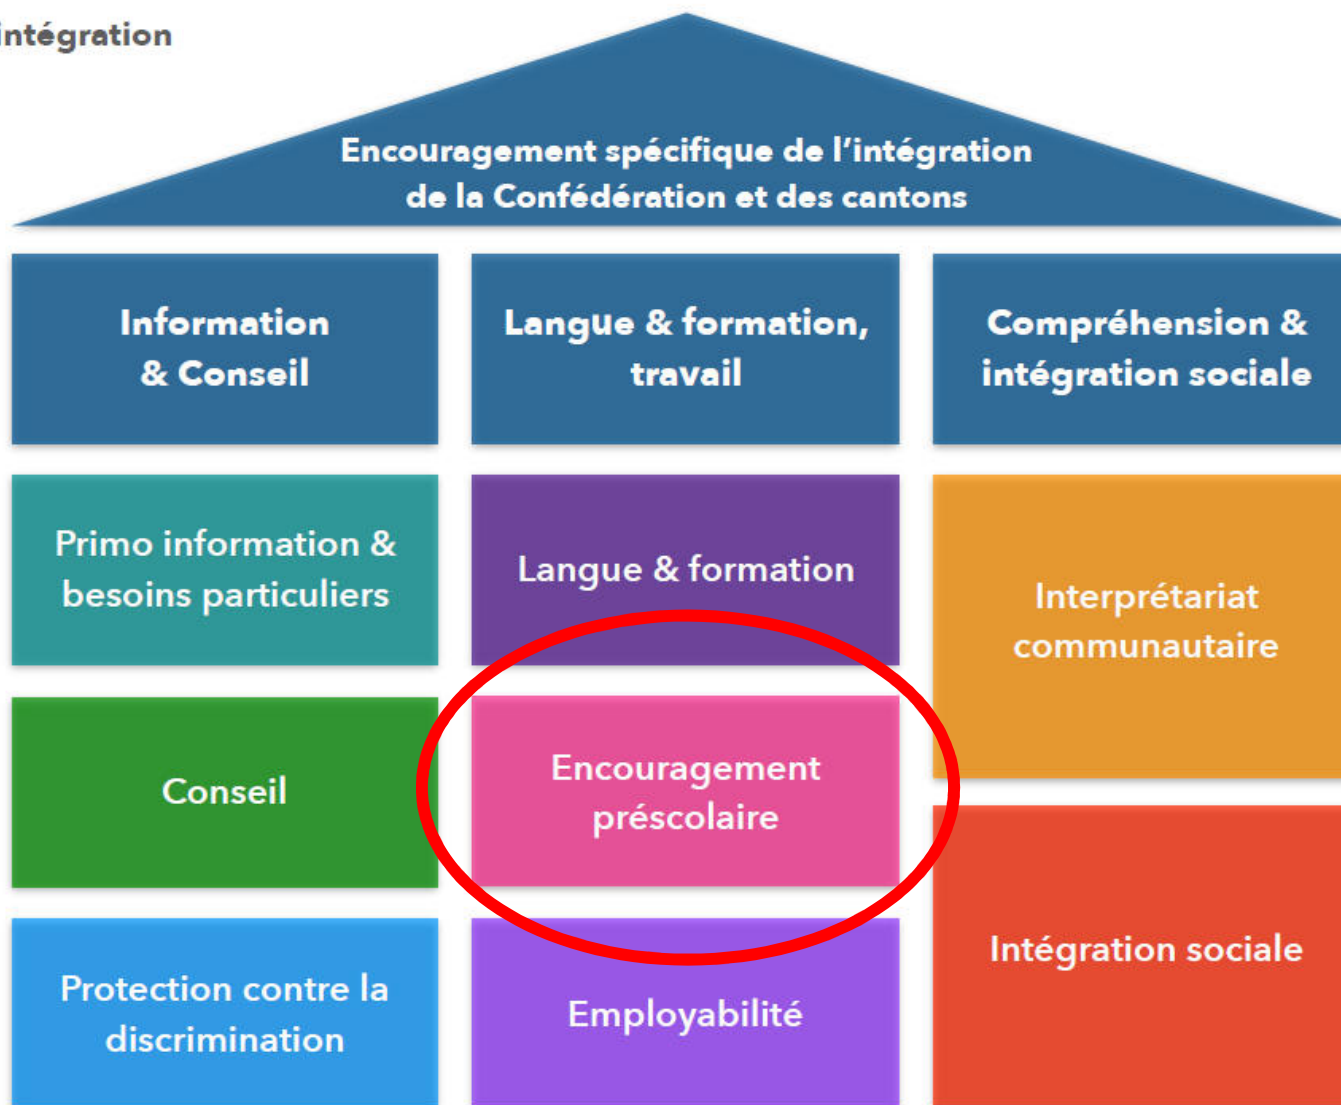 intégration
Encouragement spécifique de l'intégration
de la Confédération et des cantons
Information
& Conseil
Langue & formation,
travail
Compréhension &
intégration sociale
Primo information &
besoins particuliers
Langue & formation
Interprétariat
communautaire
Conseil
Encouragement
préscolaire
Protection contre la
discrimination
Employabilité
Intégration sociale